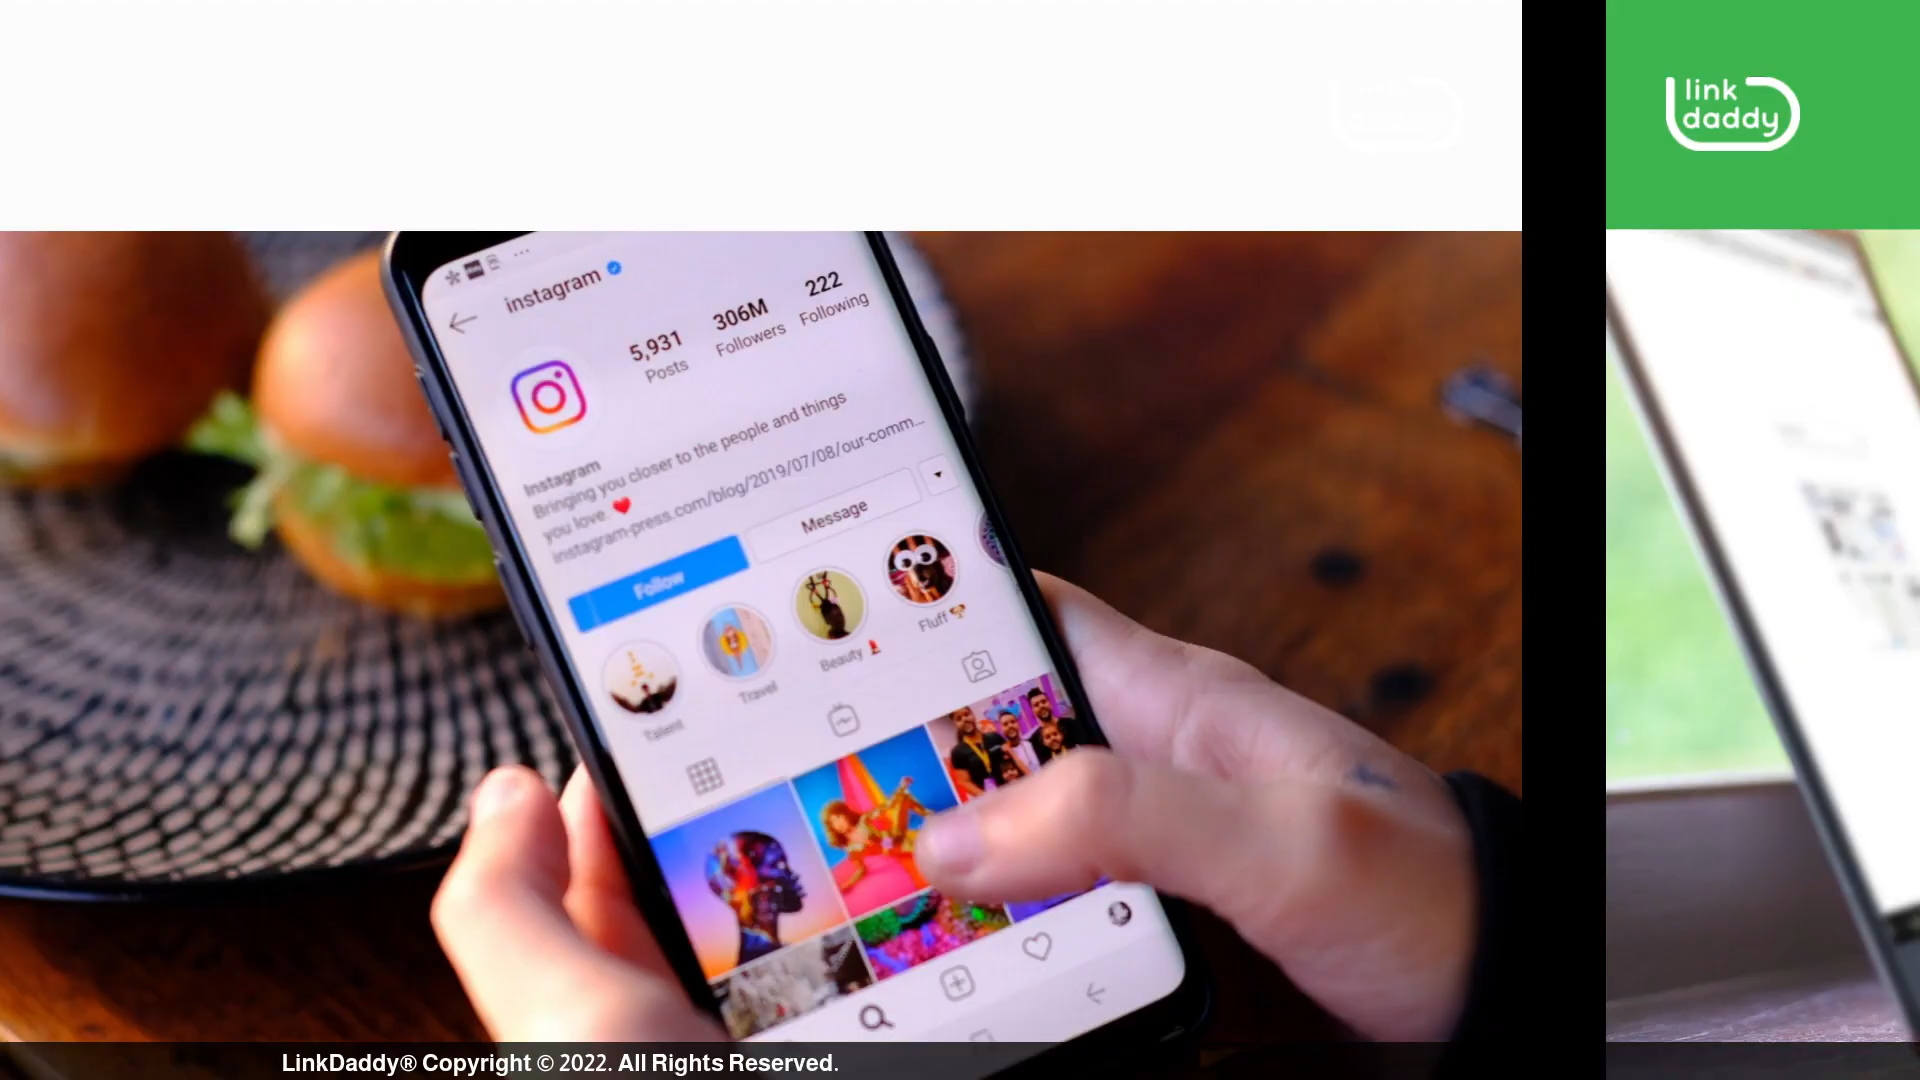 link
daddy
instagram
5,931
Posts
306M
Followers
222
Following
Instagram
Bringing you closer to the people and things
you love. ❤️
instagram-press.com/blog/2019/07/08/our-comm...
Follow
Message
Talent
Travel
Beauty 💄
Fluff 🐶
LinkDaddy® Copyright © 2022. All Rights Reserved.